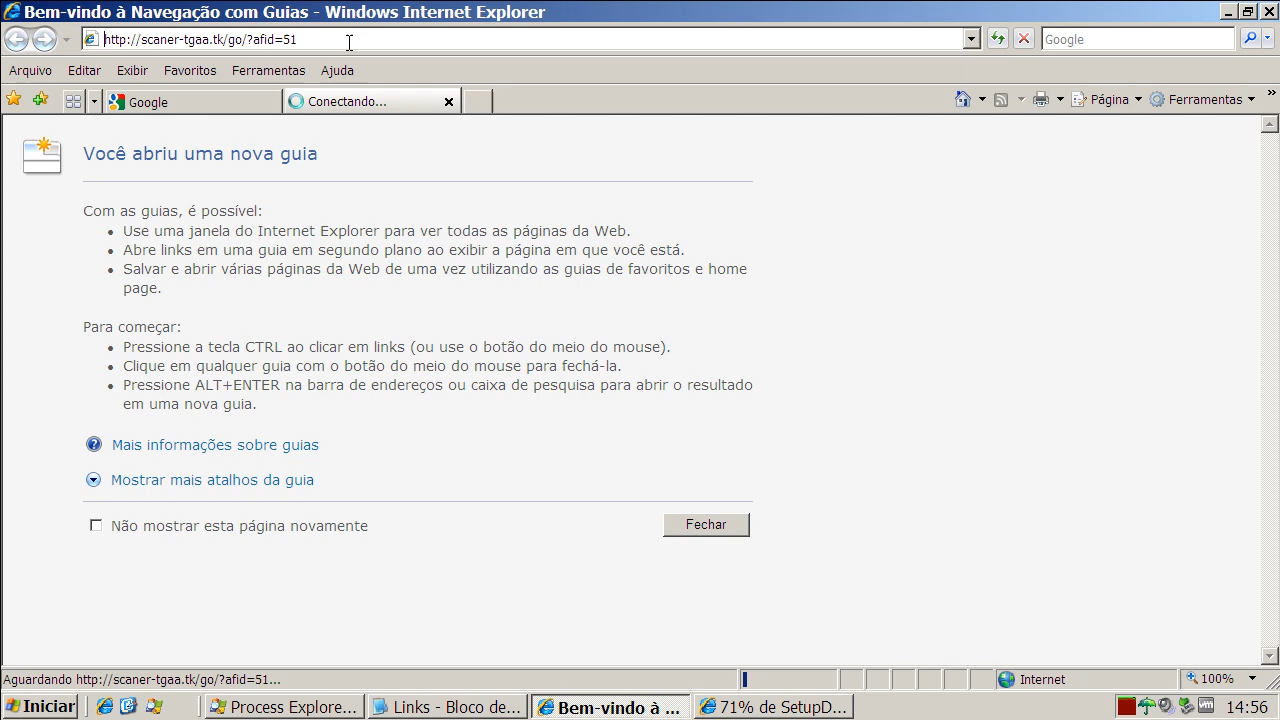 Bem-vindo à Navegação com Guias - Windows Internet Explorer
http://scaner-tgaa.tk/go/?afid=51
Google
Arquivo Editar Exibir Favoritos Ferramentas Ajuda
Google
Conectando...
Página
Ferramentas
Você abriu uma nova guia
Com as guias, é possível:
Use uma janela do Internet Explorer para ver todas as páginas da Web.
Abre links em uma guia em segundo plano ao exibir a página em que você está.
Salvar e abrir várias páginas da Web de uma vez utilizando as guias de favoritos e home
page.
Para começar:
Pressione a tecla CTRL ao clicar em links (ou use o botão do meio do mouse).
Clique em qualquer guia com o botão do meio do mouse para fechá-la.
Pressione ALT+ENTER na barra de endereços ou caixa de pesquisa para abrir o resultado
em uma nova guia.
Mais informações sobre guias
Mostrar mais atalhos da guia
Não mostrar esta página novamente
Fechar
Aguardando http://scaner-tgaa.tk/go/?afid=51...
Internet
100%
Iniciar
Process Explore...
Links - Bloco de...
Bem-vindo à ...
71% de SetupD...
14:56